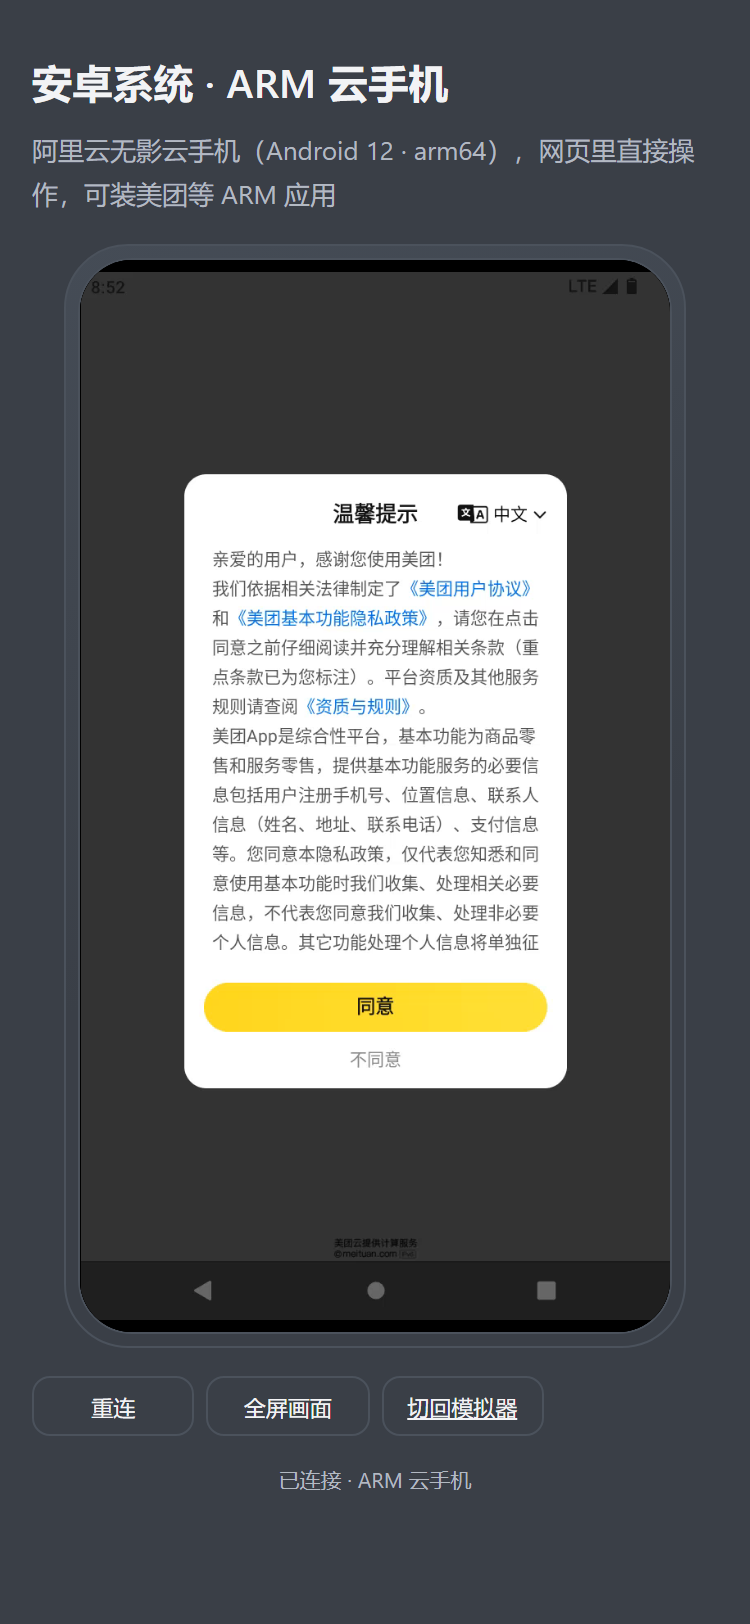 安卓系统 · ARM 云手机
阿里云无影云手机（Android 12 · arm64），网页里直接操
作，可装美团等 ARM 应用
8:52
LTE
温馨提示
中文
亲爱的用户，感谢您使用美团！
我们依据相关法律制定了《美团用户协议》
和《美团基本功能隐私政策》，请您在点击
同意之前仔细阅读并充分理解相关条款（重
点条款已为您标注）。平台资质及其他服务
规则请查阅《资质与规则》。
美团App是综合性平台，基本功能为商品零
售和服务零售，提供基本功能服务的必要信
息包括用户注册手机号、位置信息、联系人
信息（姓名、地址、联系电话）、支付信息
等。您同意本隐私政策，仅代表您知悉和同
意使用基本功能时我们收集、处理相关必要
信息，不代表您同意我们收集、处理非必要
个人信息。其它功能处理个人信息将单独征
同意
不同意
美团云提供计算服务
©meituan.com
重连
全屏画面
切回模拟器
已连接 · ARM 云手机